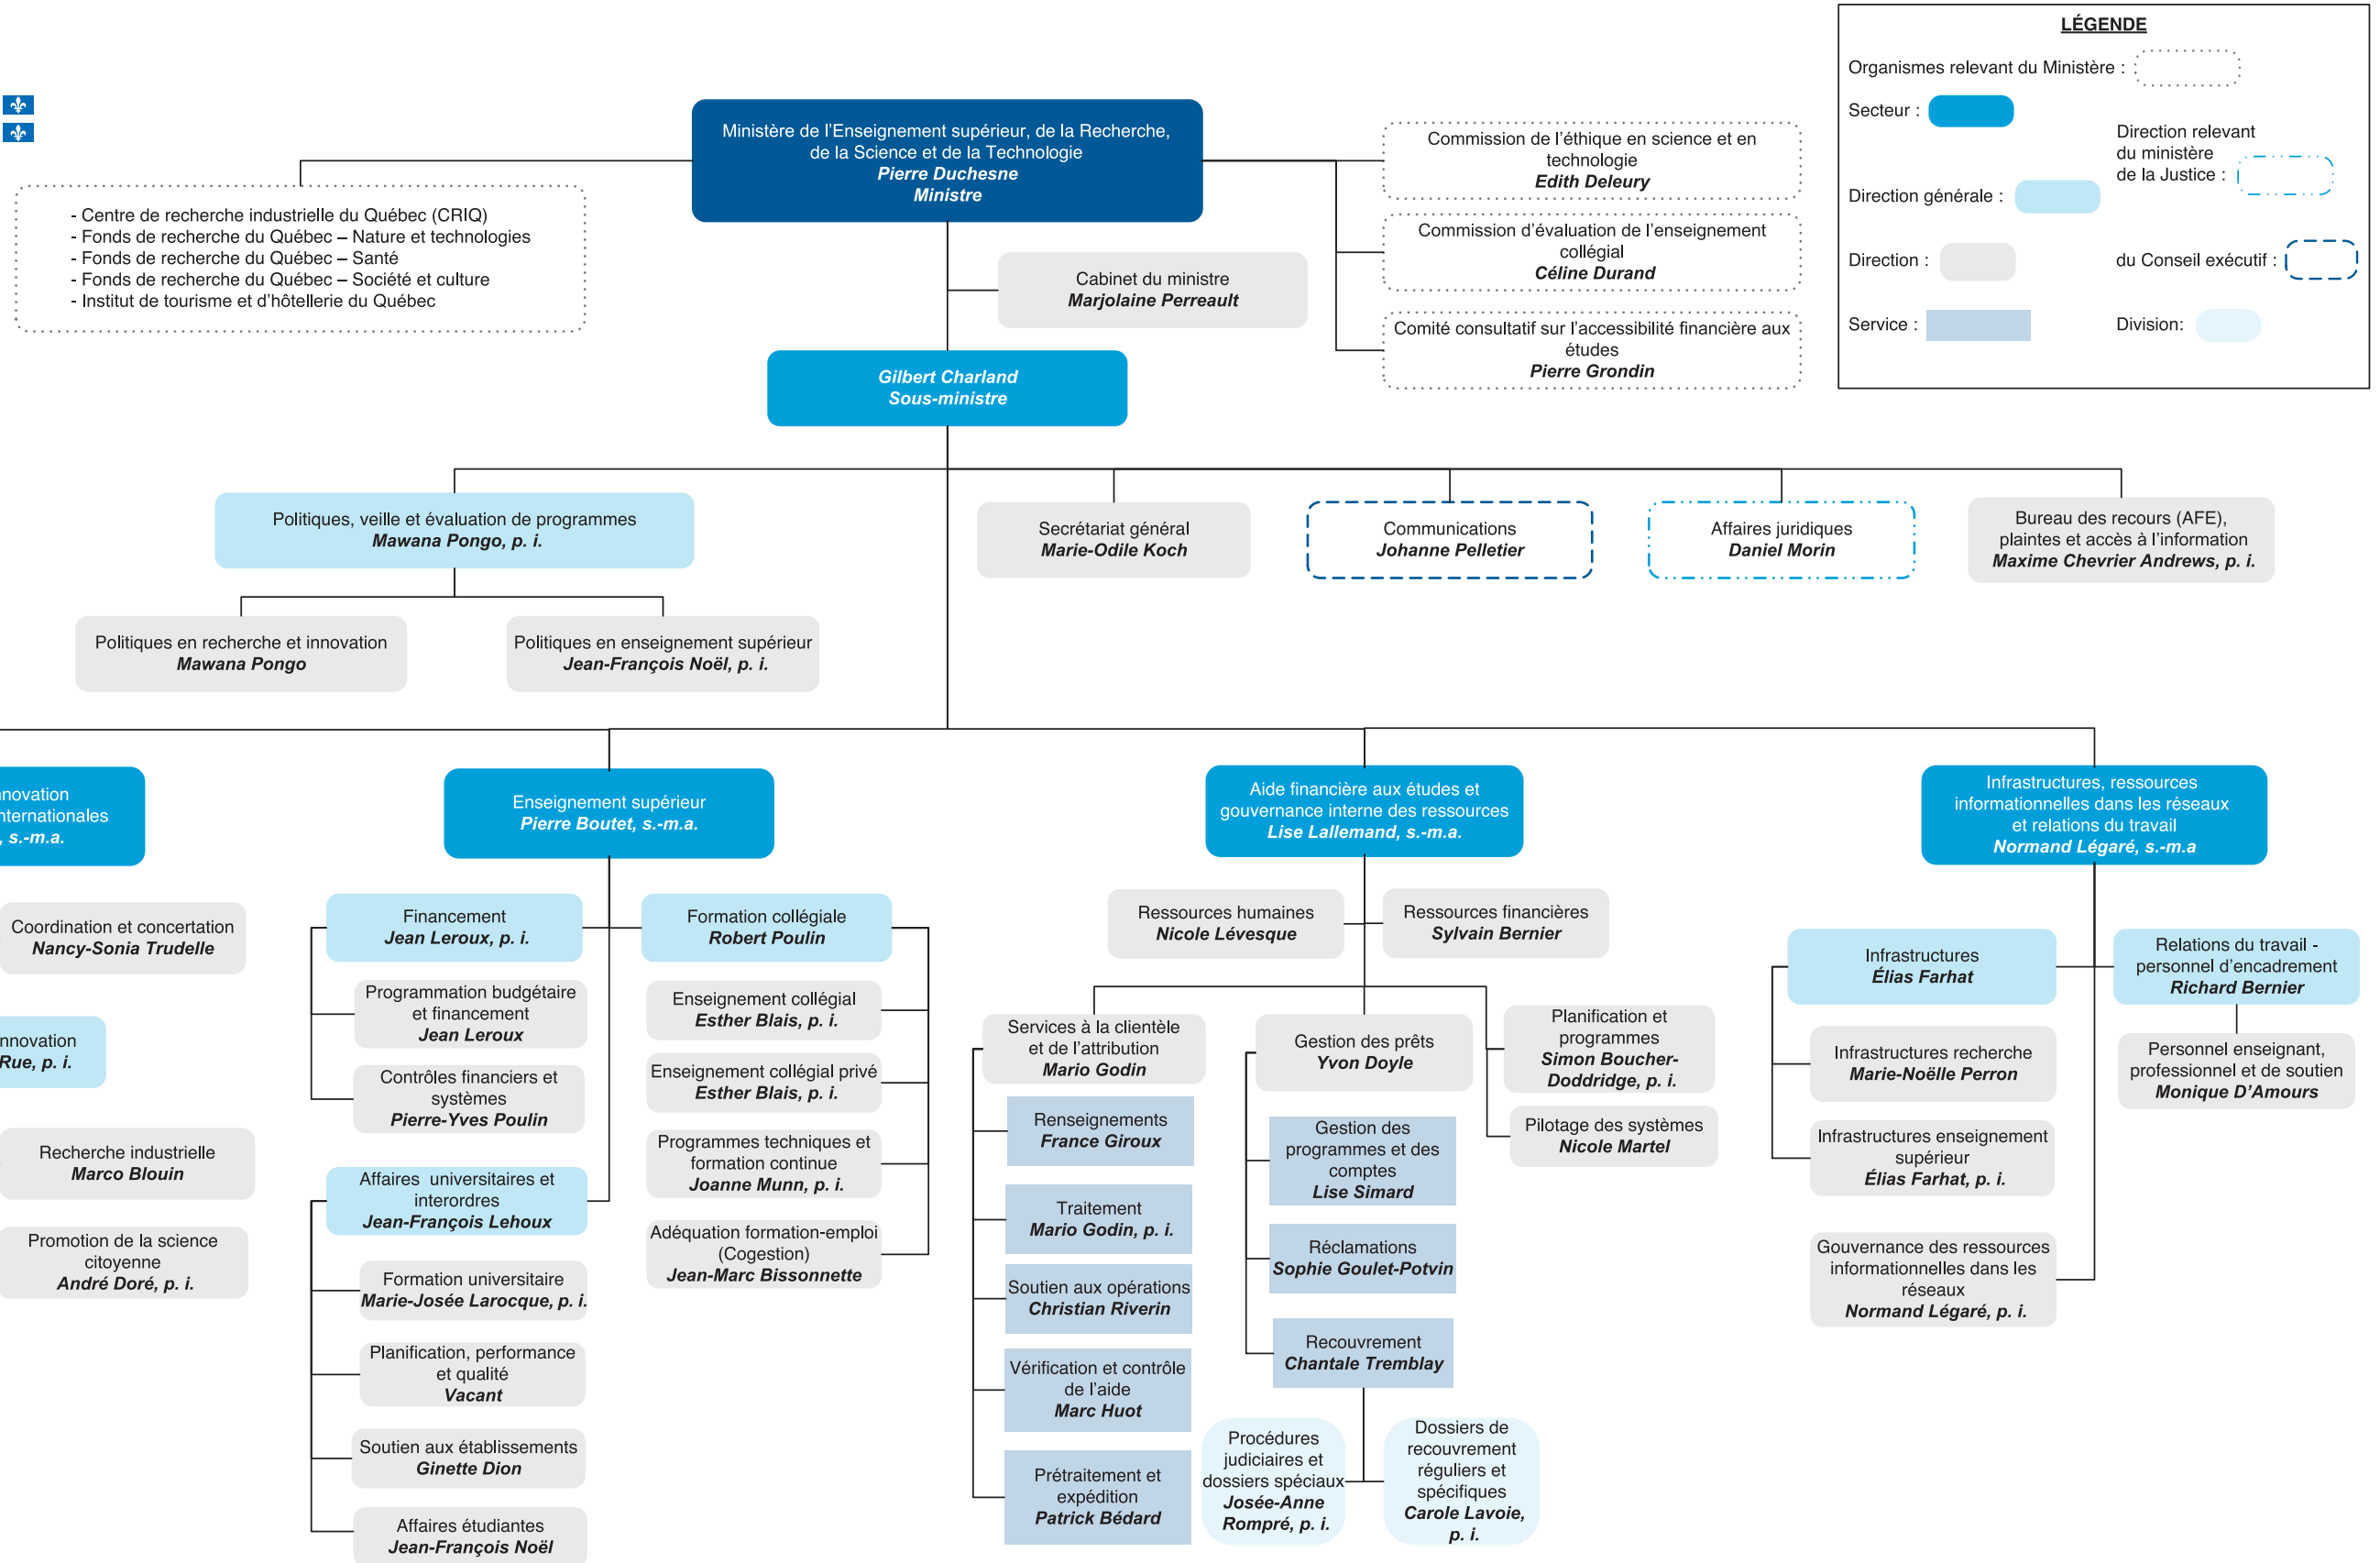 LÉGENDE
Organismes relevant du Ministère :
Secteur :
Direction relevant
du ministère
de la Justice :
Direction générale :
Direction :
du Conseil exécutif :
Service :
Division:
Ministère de l’Enseignement supérieur, de la Recherche,
de la Science et de la Technologie
Pierre Duchesne
Ministre
- Centre de recherche industrielle du Québec (CRIQ)
- Fonds de recherche du Québec – Nature et technologies
- Fonds de recherche du Québec – Santé
- Fonds de recherche du Québec – Société et culture
- Institut de tourisme et d’hôtellerie du Québec
Commission de l’éthique en science et en
technologie
Edith Deleury
Commission d’évaluation de l’enseignement
collégial
Céline Durand
Comité consultatif sur l’accessibilité financière aux
études
Pierre Grondin
Cabinet du ministre
Marjolaine Perreault
Gilbert Charland
Sous-ministre
Politiques, veille et évaluation de programmes
Mawana Pongo, p. i.
Secrétariat général
Marie-Odile Koch
Communications
Johanne Pelletier
Affaires juridiques
Daniel Morin
Bureau des recours (AFE),
plaintes et accès à l’information
Maxime Chevrier Andrews, p. i.
Politiques en recherche et innovation
Mawana Pongo
Politiques en enseignement supérieur
Jean-François Noël, p. i.
nnovation
nternationales
, s.-m.a.
Coordination et concertation
Nancy-Sonia Trudelle
nnovation
Rue, p. i.
Recherche industrielle
Marco Blouin
Promotion de la science
citoyenne
André Doré, p. i.
Enseignement supérieur
Pierre Boutet, s.-m.a.
Financement
Jean Leroux, p. i.
Programmation budgétaire
et financement
Jean Leroux
Contrôles financiers et
systèmes
Pierre-Yves Poulin
Affaires  universitaires et
interordres
Jean-François Lehoux
Formation universitaire
Marie-Josée Larocque, p. i.
Planification, performance
et qualité
Vacant
Soutien aux établissements
Ginette Dion
Affaires étudiantes
Jean-François Noël
Formation collégiale
Robert Poulin
Enseignement collégial
Esther Blais, p. i.
Enseignement collégial privé
Esther Blais, p. i.
Programmes techniques et
formation continue
Joanne Munn, p. i.
Adéquation formation-emploi
(Cogestion)
Jean-Marc Bissonnette
Aide financière aux études et
gouvernance interne des ressources
Lise Lallemand, s.-m.a.
Ressources humaines
Nicole Lévesque
Ressources financières
Sylvain Bernier
Services à la clientèle
et de l’attribution
Mario Godin
Renseignements
France Giroux
Traitement
Mario Godin, p. i.
Soutien aux opérations
Christian Riverin
Vérification et contrôle
de l’aide
Marc Huot
Prétraitement et
expédition
Patrick Bédard
Gestion des prêts
Yvon Doyle
Gestion des
programmes et des
comptes
Lise Simard
Réclamations
Sophie Goulet-Potvin
Recouvrement
Chantale Tremblay
Procédures
judiciaires et
dossiers spéciaux
Josée-Anne
Rompré, p. i.
Dossiers de
recouvrement
réguliers et
spécifiques
Carole Lavoie,
p. i.
Planification et
programmes
Simon Boucher-
Doddridge, p. i.
Pilotage des systèmes
Nicole Martel
Infrastructures, ressources
informationnelles dans les réseaux
et relations du travail
Normand Légaré, s.-m.a
Infrastructures
Élias Farhat
Infrastructures recherche
Marie-Noëlle Perron
Infrastructures enseignement
supérieur
Élias Farhat, p. i.
Gouvernance des ressources
informationnelles dans les
réseaux
Normand Légaré, p. i.
Relations du travail -
personnel d’encadrement
Richard Bernier
Personnel enseignant,
professionnel et de soutien
Monique D’Amours